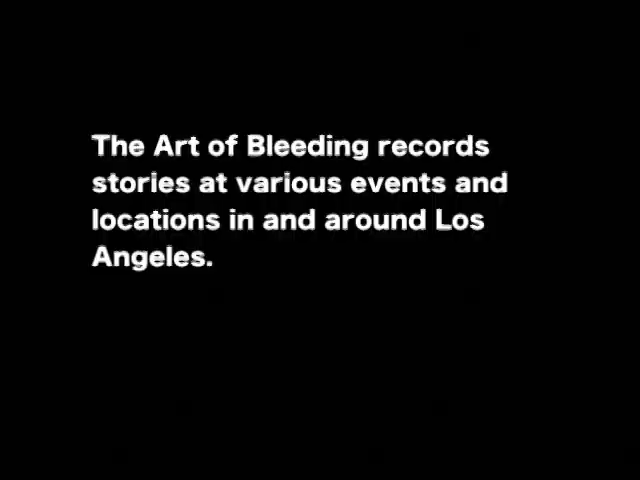 The Art of Bleeding records
stories at various events and
locations in and around Los
Angeles.